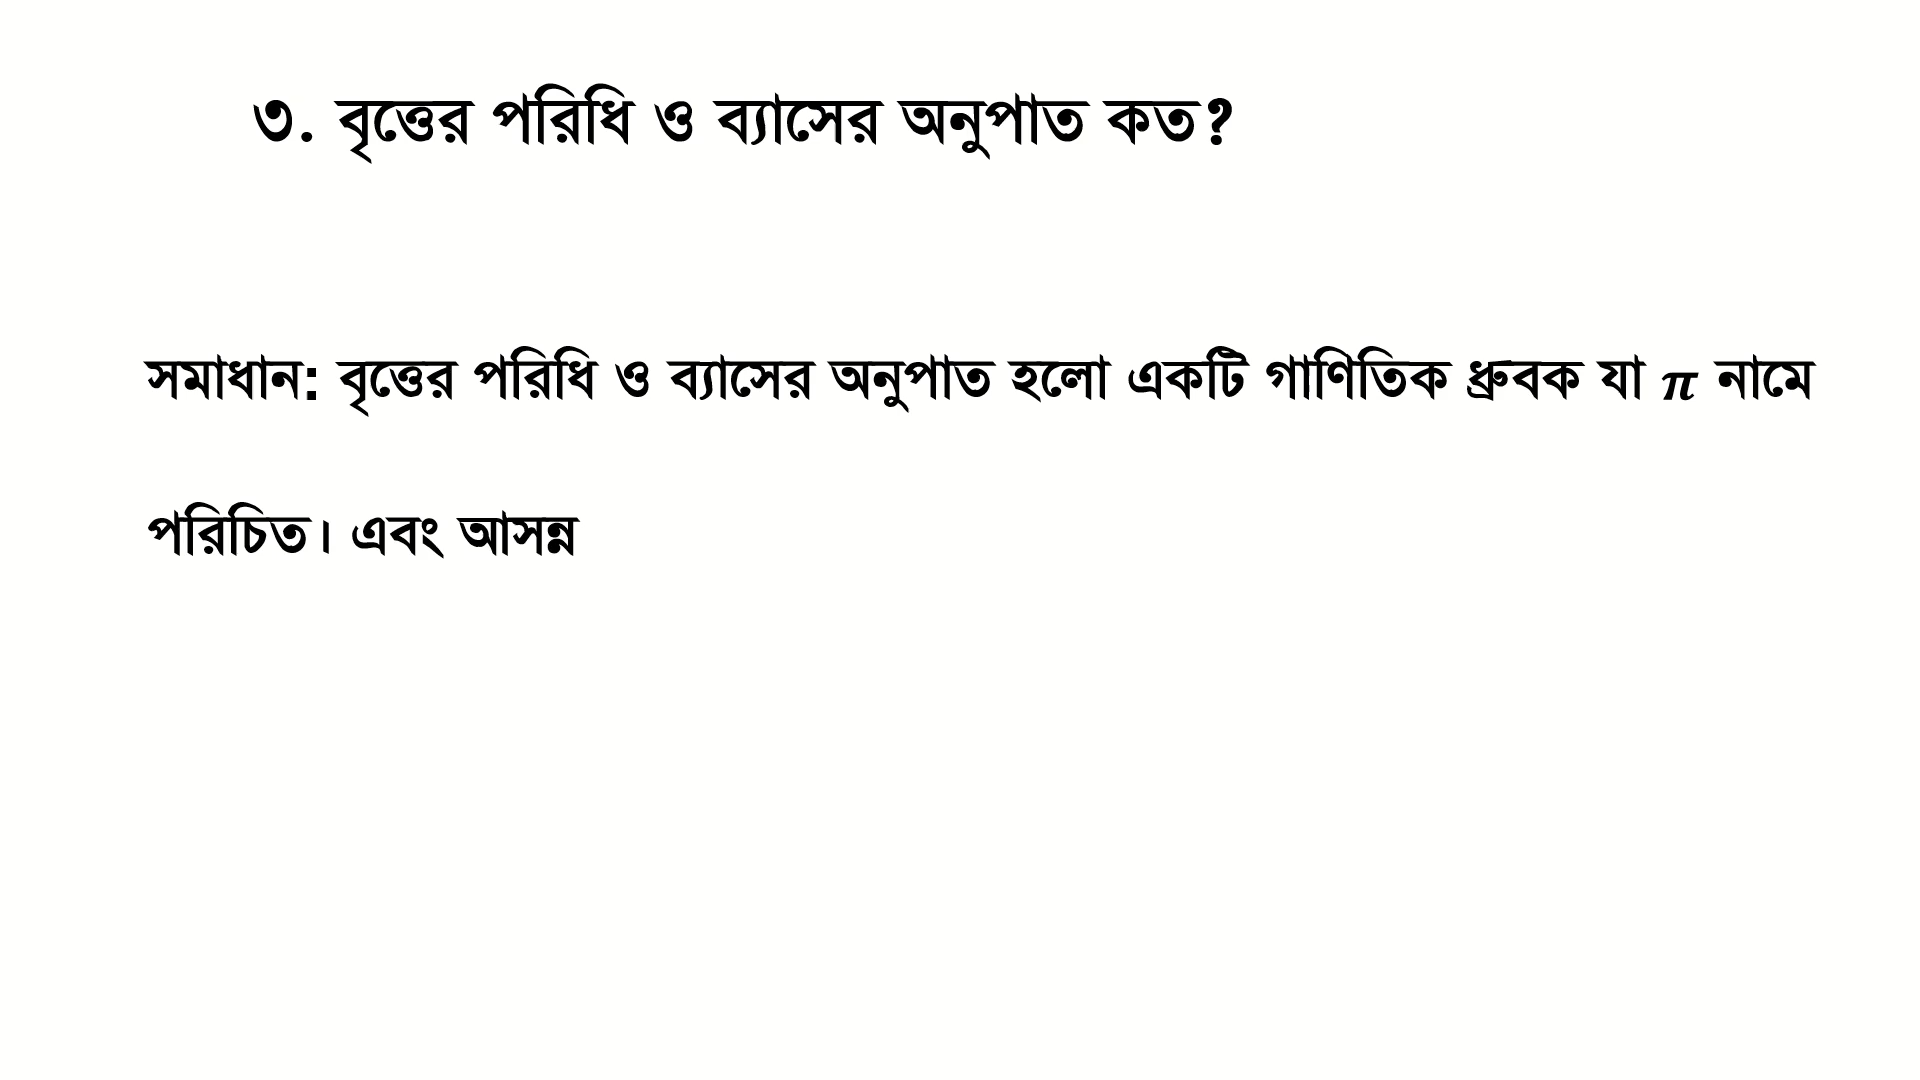 ৩. বৃত্তের পরিধি ও ব্যাসের অনুপাত কত?
সমাধান: বৃত্তের পরিধি ও ব্যাসের অনুপাত হলো একটি গাণিতিক ধ্রুবক যা π নামে
পরিচিত। এবং আসন্ন